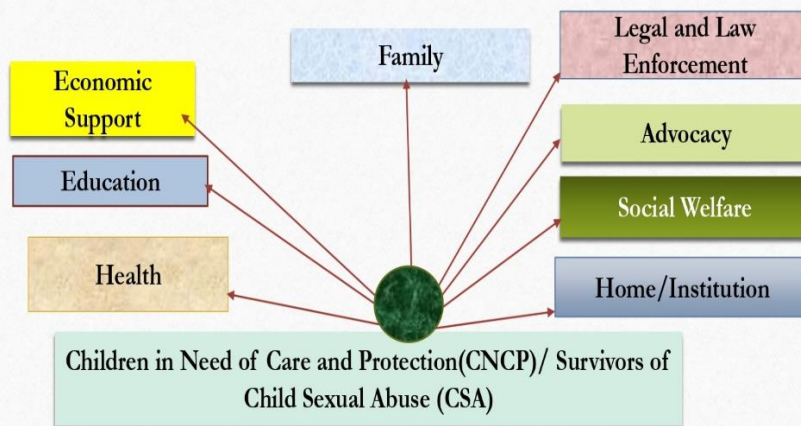 Family
Legal and Law
Enforcement
Economic
Support
Advocacy
Education
Social Welfare
Health
Home/Institution
Children in Need of Care and Protection(CNCP)/ Survivors of
Child Sexual Abuse (CSA)